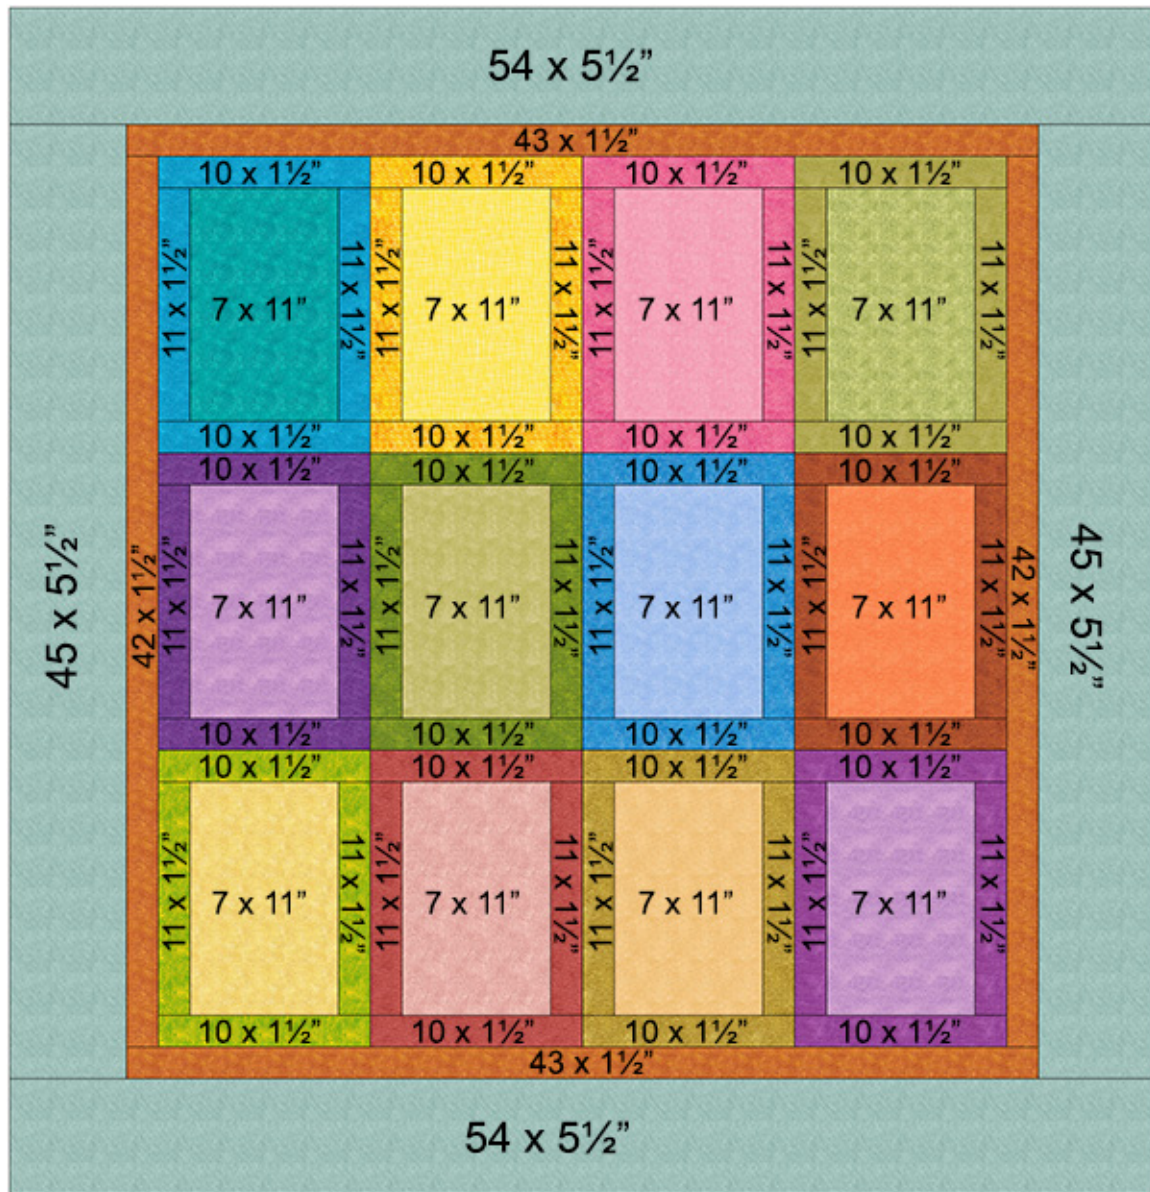 54 x 5½”
43 x 1½”
10 x 1½” 10 x 1½” 10 x 1½” 10 x 1½”
11 x 1½” 7 x 11” 11 x 1½” 11 x 1½” 7 x 11” 11 x 1½” 11 x 1½” 7 x 11” 11 x 1½” 11 x 1½” 7 x 11” 11 x 1½”
10 x 1½” 10 x 1½” 10 x 1½” 10 x 1½”
10 x 1½” 10 x 1½” 10 x 1½” 10 x 1½”
45 x 5½” 42 x 1½” 11 x 1½” 7 x 11” 11 x 1½” 11 x 1½” 7 x 11” 11 x 1½” 11 x 1½” 7 x 11” 11 x 1½” 11 x 1½” 7 x 11” 11 x 1½” 42 x 1½” 45 x 5½”
10 x 1½” 10 x 1½” 10 x 1½” 10 x 1½”
10 x 1½” 10 x 1½” 10 x 1½” 10 x 1½”
11 x 1½” 7 x 11” 11 x 1½” 11 x 1½” 7 x 11” 11 x 1½” 11 x 1½” 7 x 11” 11 x 1½” 11 x 1½” 7 x 11” 11 x 1½”
10 x 1½” 10 x 1½” 10 x 1½” 10 x 1½”
43 x 1½”
54 x 5½”